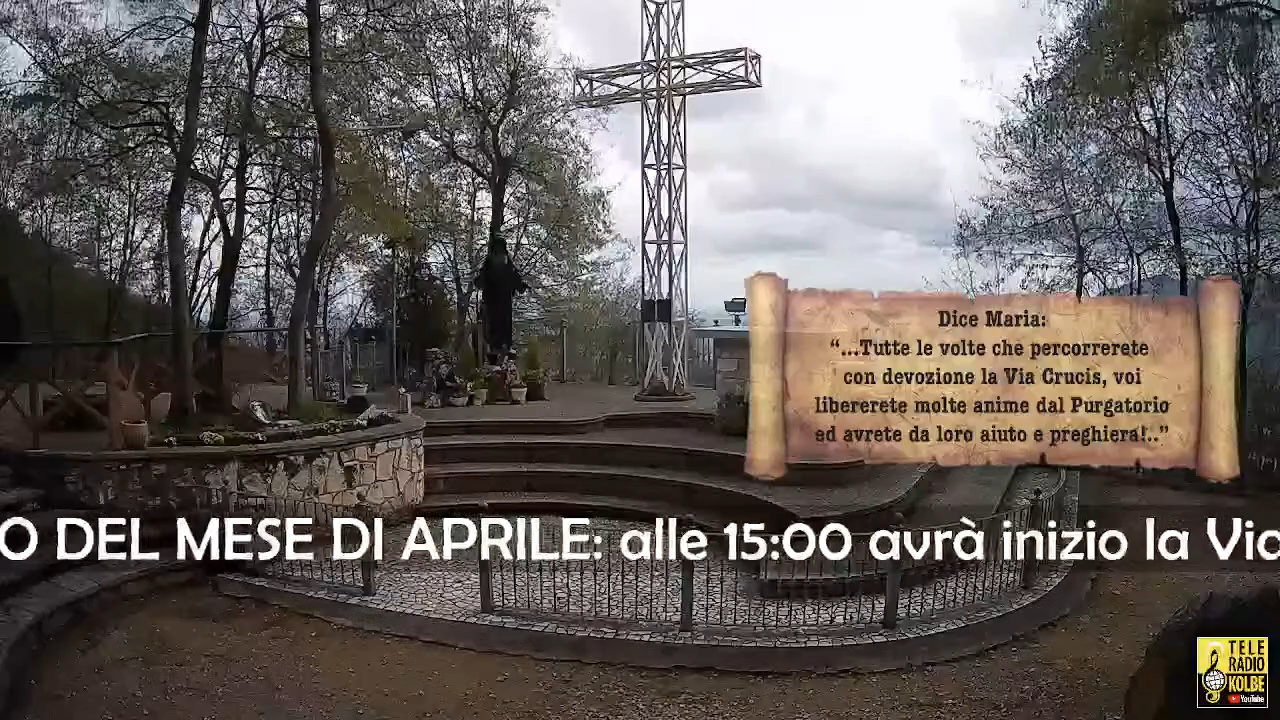 Dice Maria:
“...Tutte le volte che percorrerete
con devozione la Via Crucis, voi
libererete molte anime dal Purgatorio
ed avrete da loro aiuto e preghiera!..”
O DEL MESE DI APRILE: alle 15:00 avrà inizio la Via
TELE
RADIO
KOLBE
YouTube